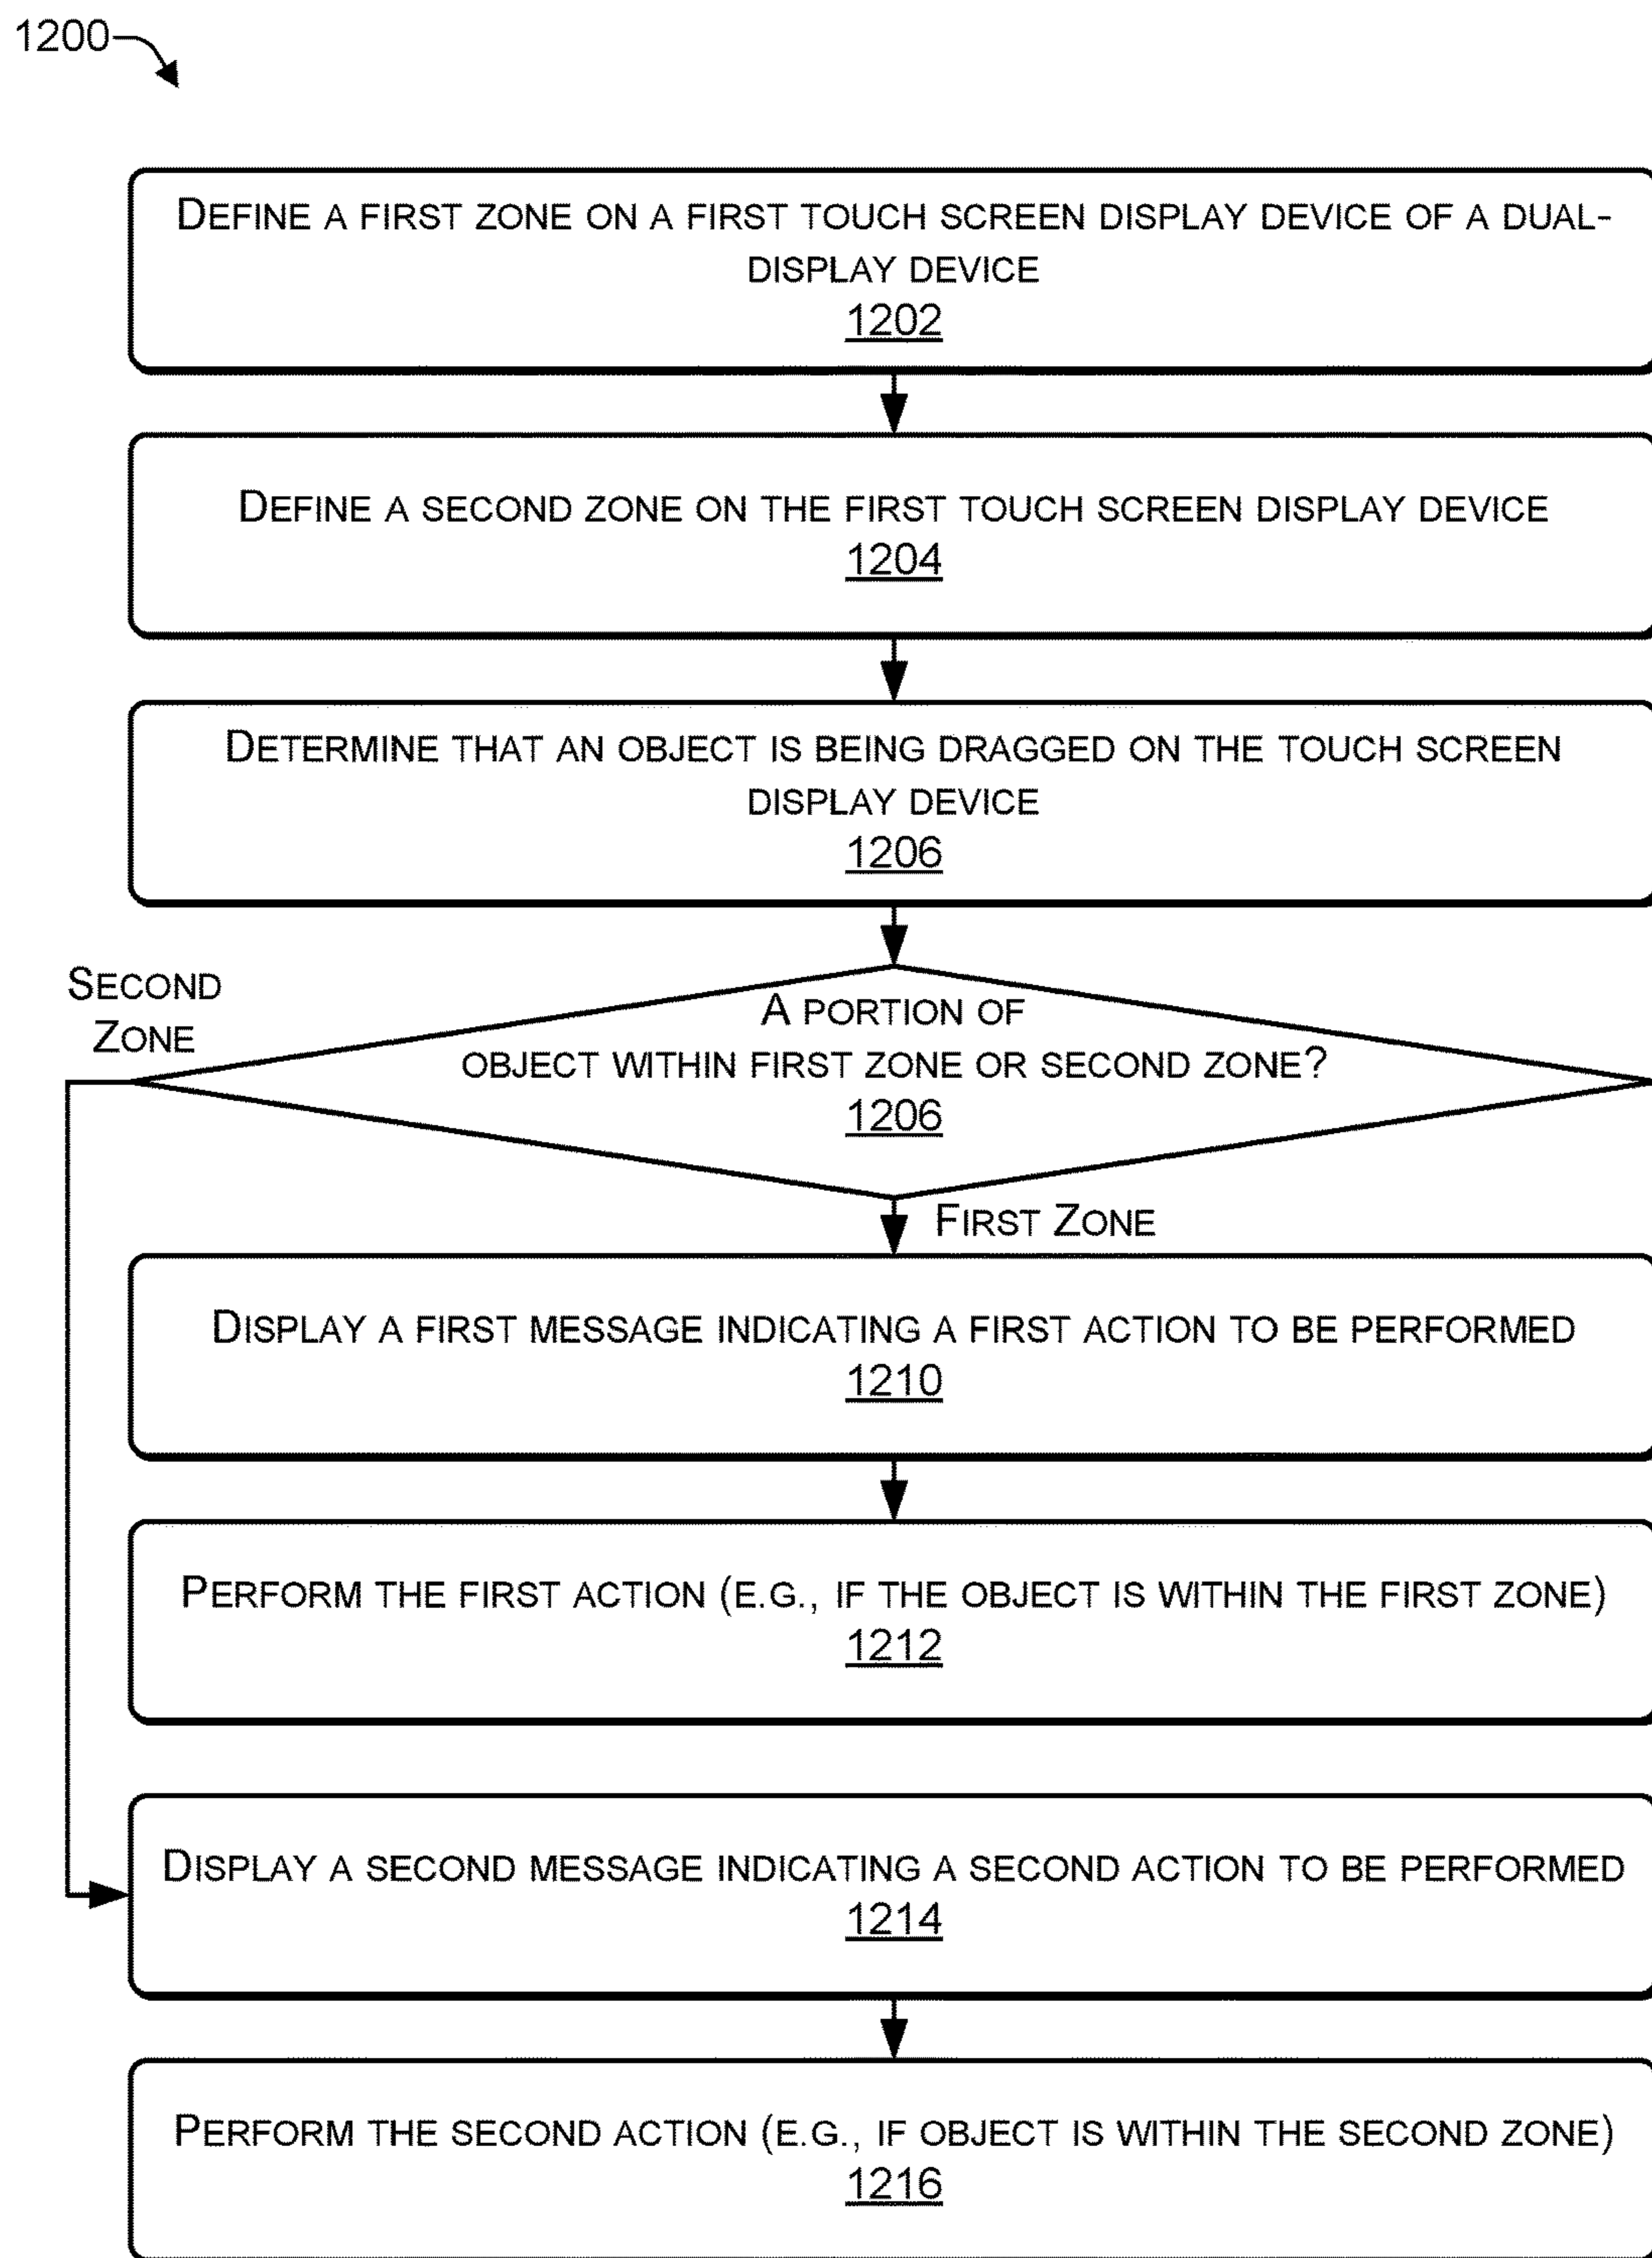 1200
DEFINE A FIRST ZONE ON A FIRST TOUCH SCREEN DISPLAY DEVICE OF A DUAL-
DISPLAY DEVICE
1202
DEFINE A SECOND ZONE ON THE FIRST TOUCH SCREEN DISPLAY DEVICE
1204
DETERMINE THAT AN OBJECT IS BEING DRAGGED ON THE TOUCH SCREEN
DISPLAY DEVICE
1206
SECOND
ZONE
A PORTION OF
OBJECT WITHIN FIRST ZONE OR SECOND ZONE?
1206
FIRST ZONE
DISPLAY A FIRST MESSAGE INDICATING A FIRST ACTION TO BE PERFORMED
1210
PERFORM THE FIRST ACTION (E.G., IF THE OBJECT IS WITHIN THE FIRST ZONE)
1212
DISPLAY A SECOND MESSAGE INDICATING A SECOND ACTION TO BE PERFORMED
1214
PERFORM THE SECOND ACTION (E.G., IF OBJECT IS WITHIN THE SECOND ZONE)
1216